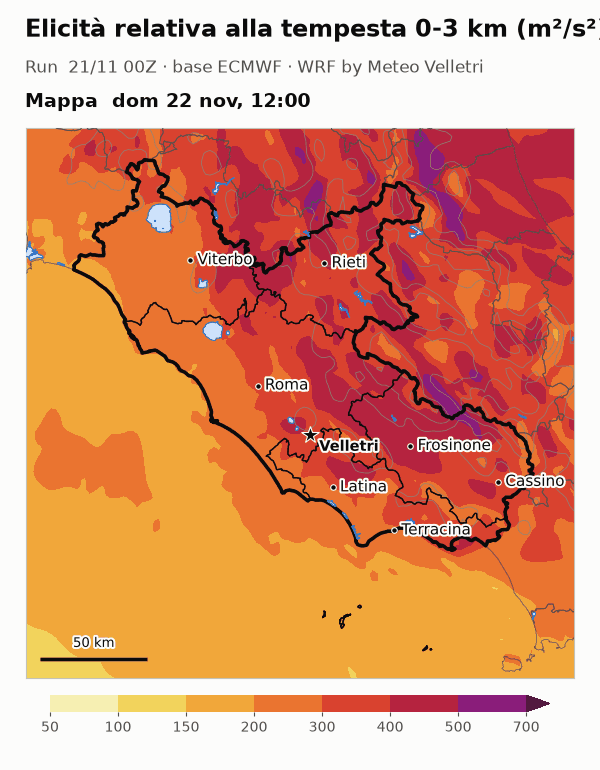 Elicità relativa alla tempesta 0-3 km (m²/s²)
Run 21/11 00Z · base ECMWF · WRF by Meteo Velletri
Mappa dom 22 nov, 12:00
Viterbo
Rieti
Roma
Velletri
Frosinone
Cassino
Latina
Terracina
50 km
50 100 150 200 300 400 500 700